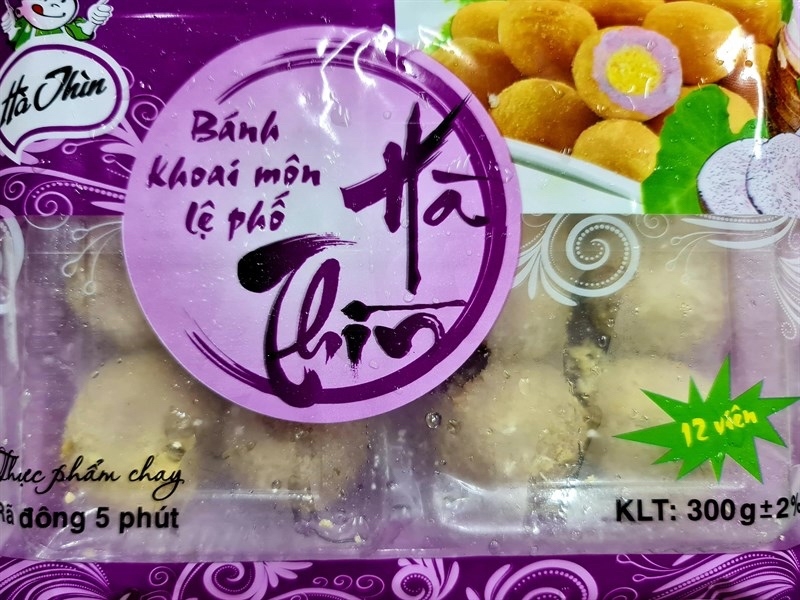 Hà Thìn
Bánh
khoai môn
lệ phố
Hà
Thìn
12 viên
Thực phẩm chay
Rã đông 5 phút
KLT: 300g±2%